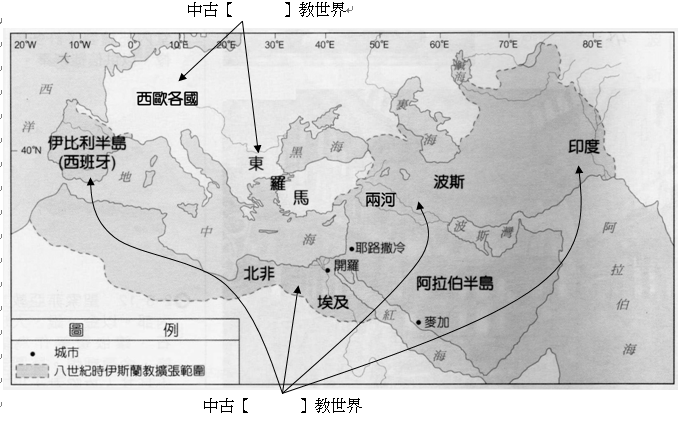 中古【　　　】教世界
20°W 10° 0° 10°E 20°E 30°E 40°E 50°E 60°E 70°E 80°E
大西洋
鹹海
西歐各國
裏海
伊比利半島
(西班牙)
黑海
40°N
東羅馬
印度
地中海
兩河
波斯
波斯灣
阿拉伯海
耶路撒冷
北非
開羅
阿拉伯半島
埃及
紅海
麥加
圖例
城市
八世紀時伊斯蘭教擴張範圍
中古【　　　】教世界